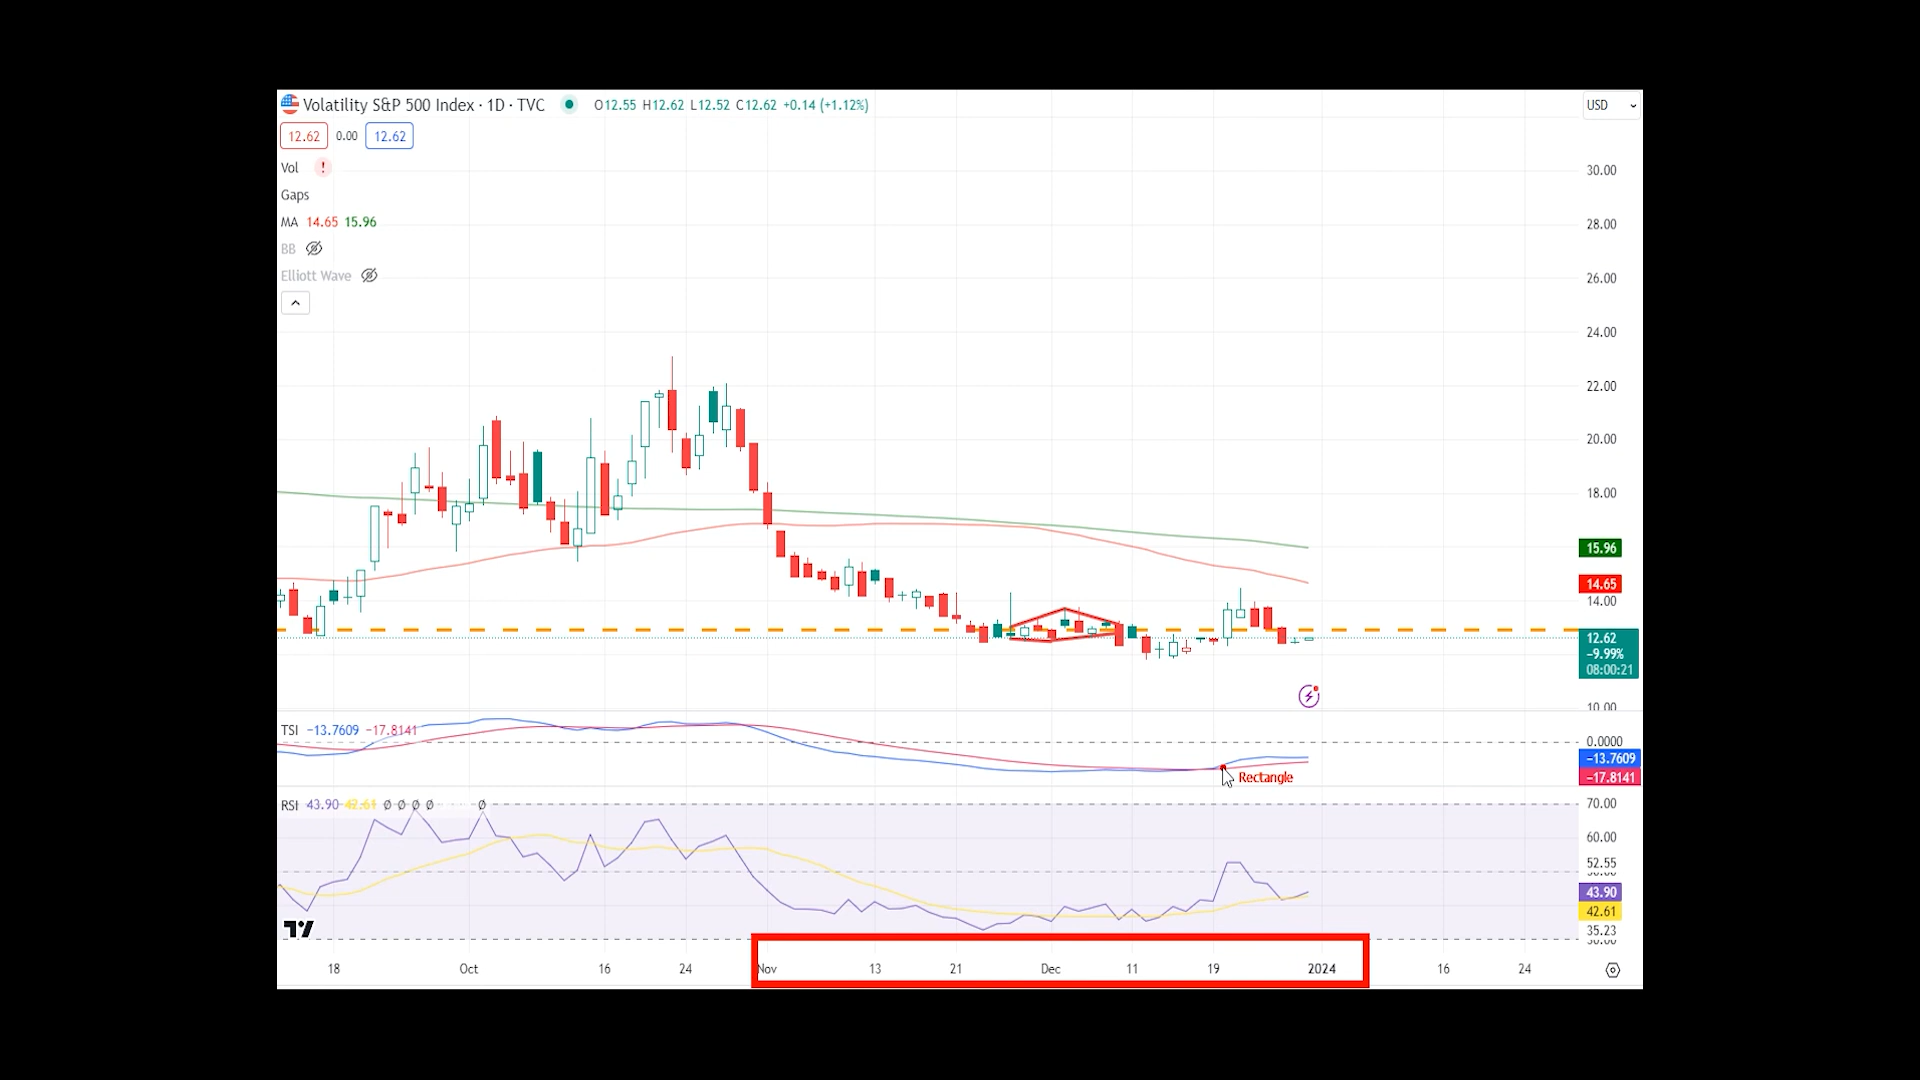 Volatility S&P 500 Index · 1D · TVC O12.55 H12.62 L12.52 C12.62 +0.14 (+1.12%) USD
12.62 0.00 12.62
Vol !
Gaps
MA 14.65 15.96
BB
Elliott Wave
30.00
28.00
26.00
24.00
22.00
20.00
18.00
15.96
14.65
14.00
12.62
−9.99%
08:00:21
10.00
TSI −13.7609 −17.8141
0.0000
−13.7609
−17.8141
Rectangle
RSI 43.90 42.61 Ø Ø Ø Ø Ø
70.00
60.00
52.55
50.00
43.90
42.61
35.23
30.00
18 Oct 16 24 Nov 13 21 Dec 11 19 2024 16 24